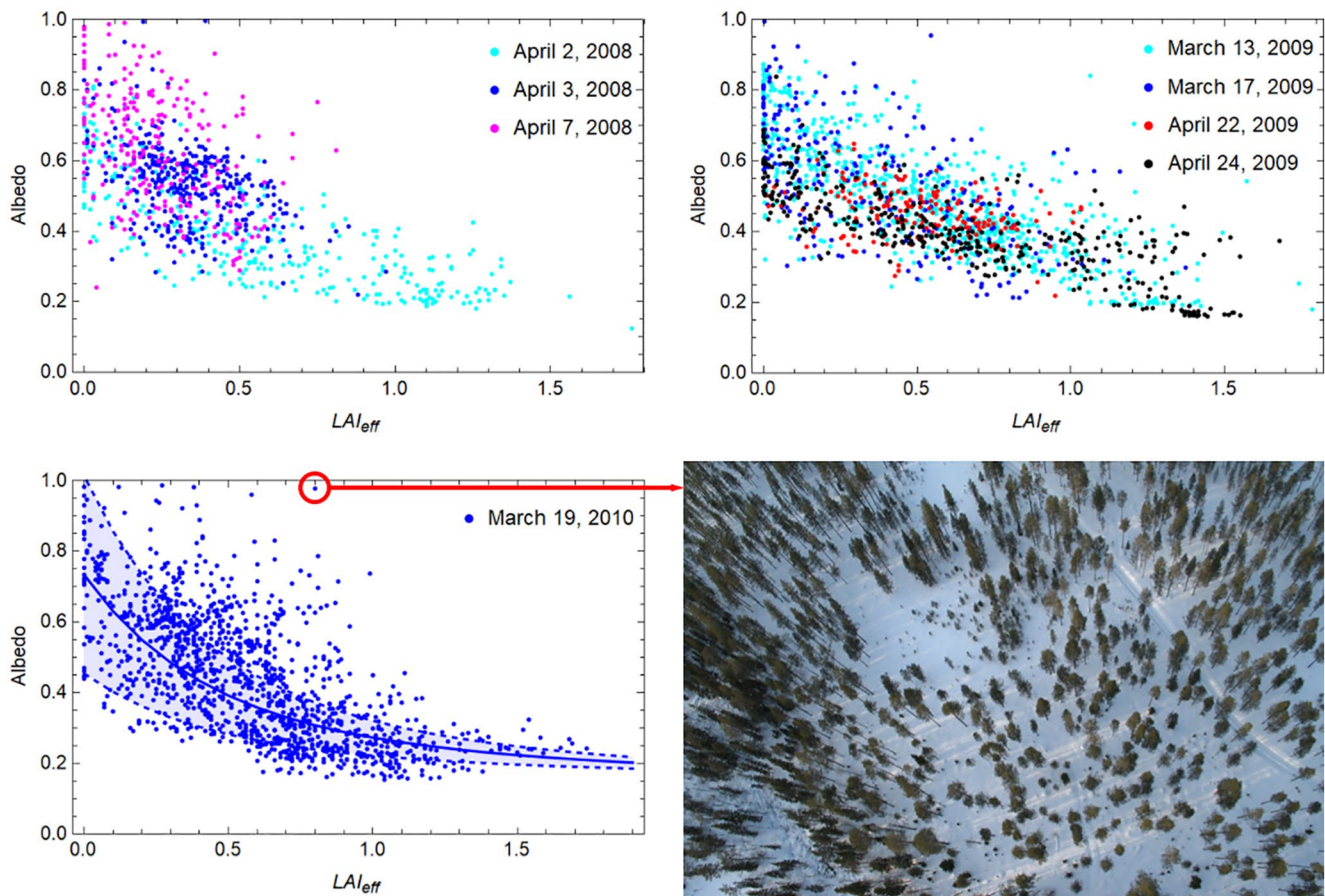 1.0
0.8
0.6
0.4
0.2
0.0
Albedo
April 2, 2008
April 3, 2008
April 7, 2008
0.0 0.5 1.0 1.5
LAIeff
1.0
0.8
0.6
0.4
0.2
0.0
Albedo
March 13, 2009
March 17, 2009
April 22, 2009
April 24, 2009
0.0 0.5 1.0 1.5
LAIeff
1.0
0.8
0.6
0.4
0.2
0.0
Albedo
March 19, 2010
0.0 0.5 1.0 1.5
LAIeff